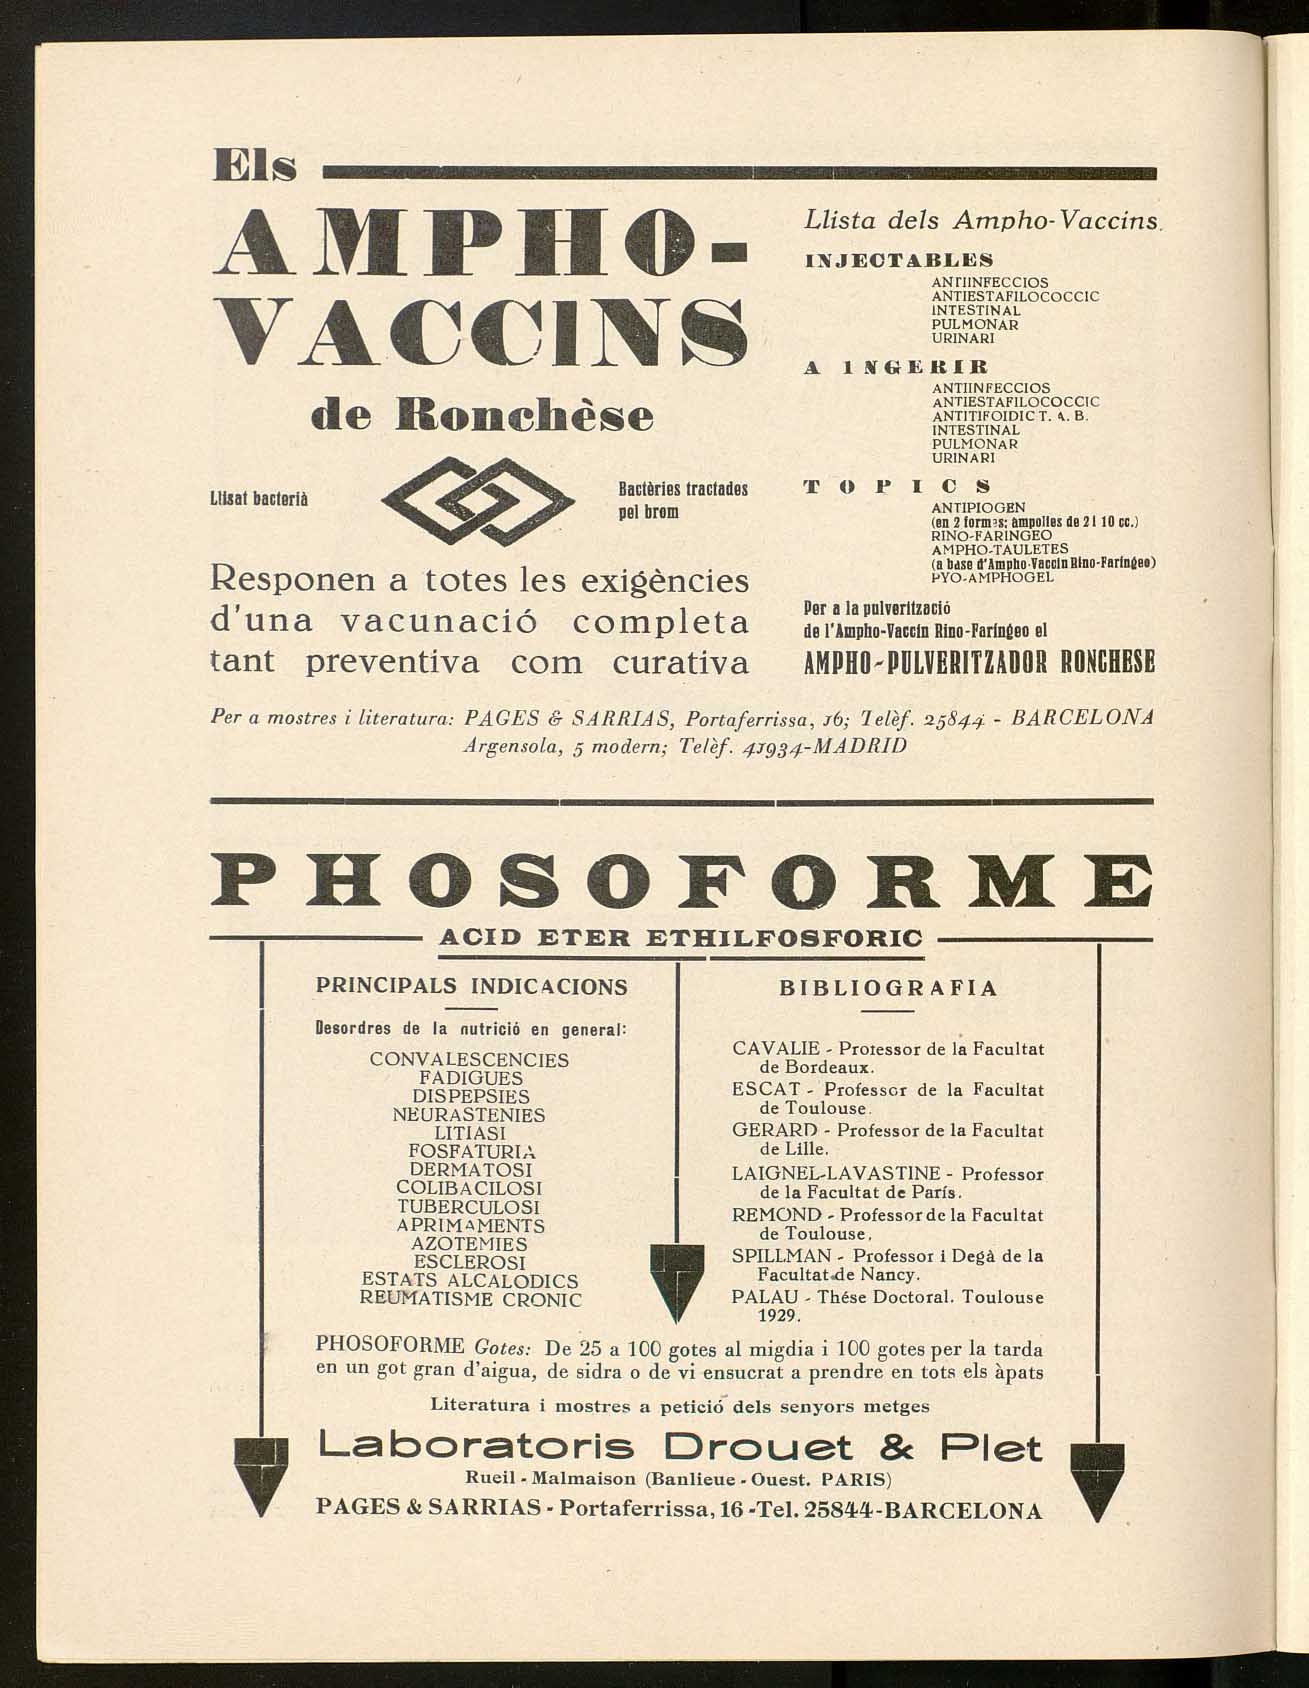 Els
AMPHO-
VACCINS
de Ronchèse
Llisat bacterià
Bactèries tractades
pel brom
Responen a totes les exigències
d'una vacunació completa
tant preventiva com curativa
Llista dels Ampho-Vaccins.
INJECTABLES
ANTIINFECCIOS
ANTIESTAFILOCOCCIC
INTESTINAL
PULMONAR
URINARI
A INGERIR
ANTIINFECCIOS
ANTIESTAFILOCOCCIC
ANTITIFOIDIC T. A. B.
INTESTINAL
PULMONAR
URINARI
TOPICS
ANTIPIOGEN
(en 2 formes: ampolles de 2 i 10 cc.)
RINO-FARINGEO
AMPHO-TAULETES
(a base d'Ampho-Vaccin Rino-Faríngeo)
PYO-AMPHOGEL
Per a la pulverització
de l'Ampho-Vaccin Rino-Faríngeo el
AMPHO-PULVERITZADOR RONCHESE
Per a mostres i literatura: PAGES & SARRIAS, Portaferrissa, 16; Telèf. 25844 - BARCELONA
Argensola, 5 modern; Telèf. 41934-MADRID
PHOSOFORME
ACID ETER ETHILFOSFORIC
PRINCIPALS INDICACIONS
Desordres de la nutrició en general:
CONVALESCENCIES
FADIGUES
DISPEPSIES
NEURASTENIES
LITIASI
FOSFATURIA
DERMATOSI
COLIBACILOSI
TUBERCULOSI
APRIMAMENTS
AZOTEMIES
ESCLEROSI
ESTATS ALCALODICS
REUMATISME CRONIC
BIBLIOGRAFIA
CAVALIE - Professor de la Facultat
de Bordeaux.
ESCAT - Professor de la Facultat
de Toulouse.
GERARD - Professor de la Facultat
de Lille.
LAIGNEL-LAVASTINE - Professor
de la Facultat de París.
REMOND - Professor de la Facultat
de Toulouse.
SPILLMAN - Professor i Degà de la
Facultat de Nancy.
PALAU - Thése Doctoral. Toulouse
1929.
PHOSOFORME Gotes: De 25 a 100 gotes al migdia i 100 gotes per la tarda
en un got gran d'aigua, de sidra o de vi ensucrat a prendre en tots els àpats
Literatura i mostres a petició dels senyors metges
Laboratoris Drouet & Plet
Rueil - Malmaison (Banlieue - Ouest. PARIS)
PAGES & SARRIAS - Portaferrissa, 16 - Tel. 25844 - BARCELONA